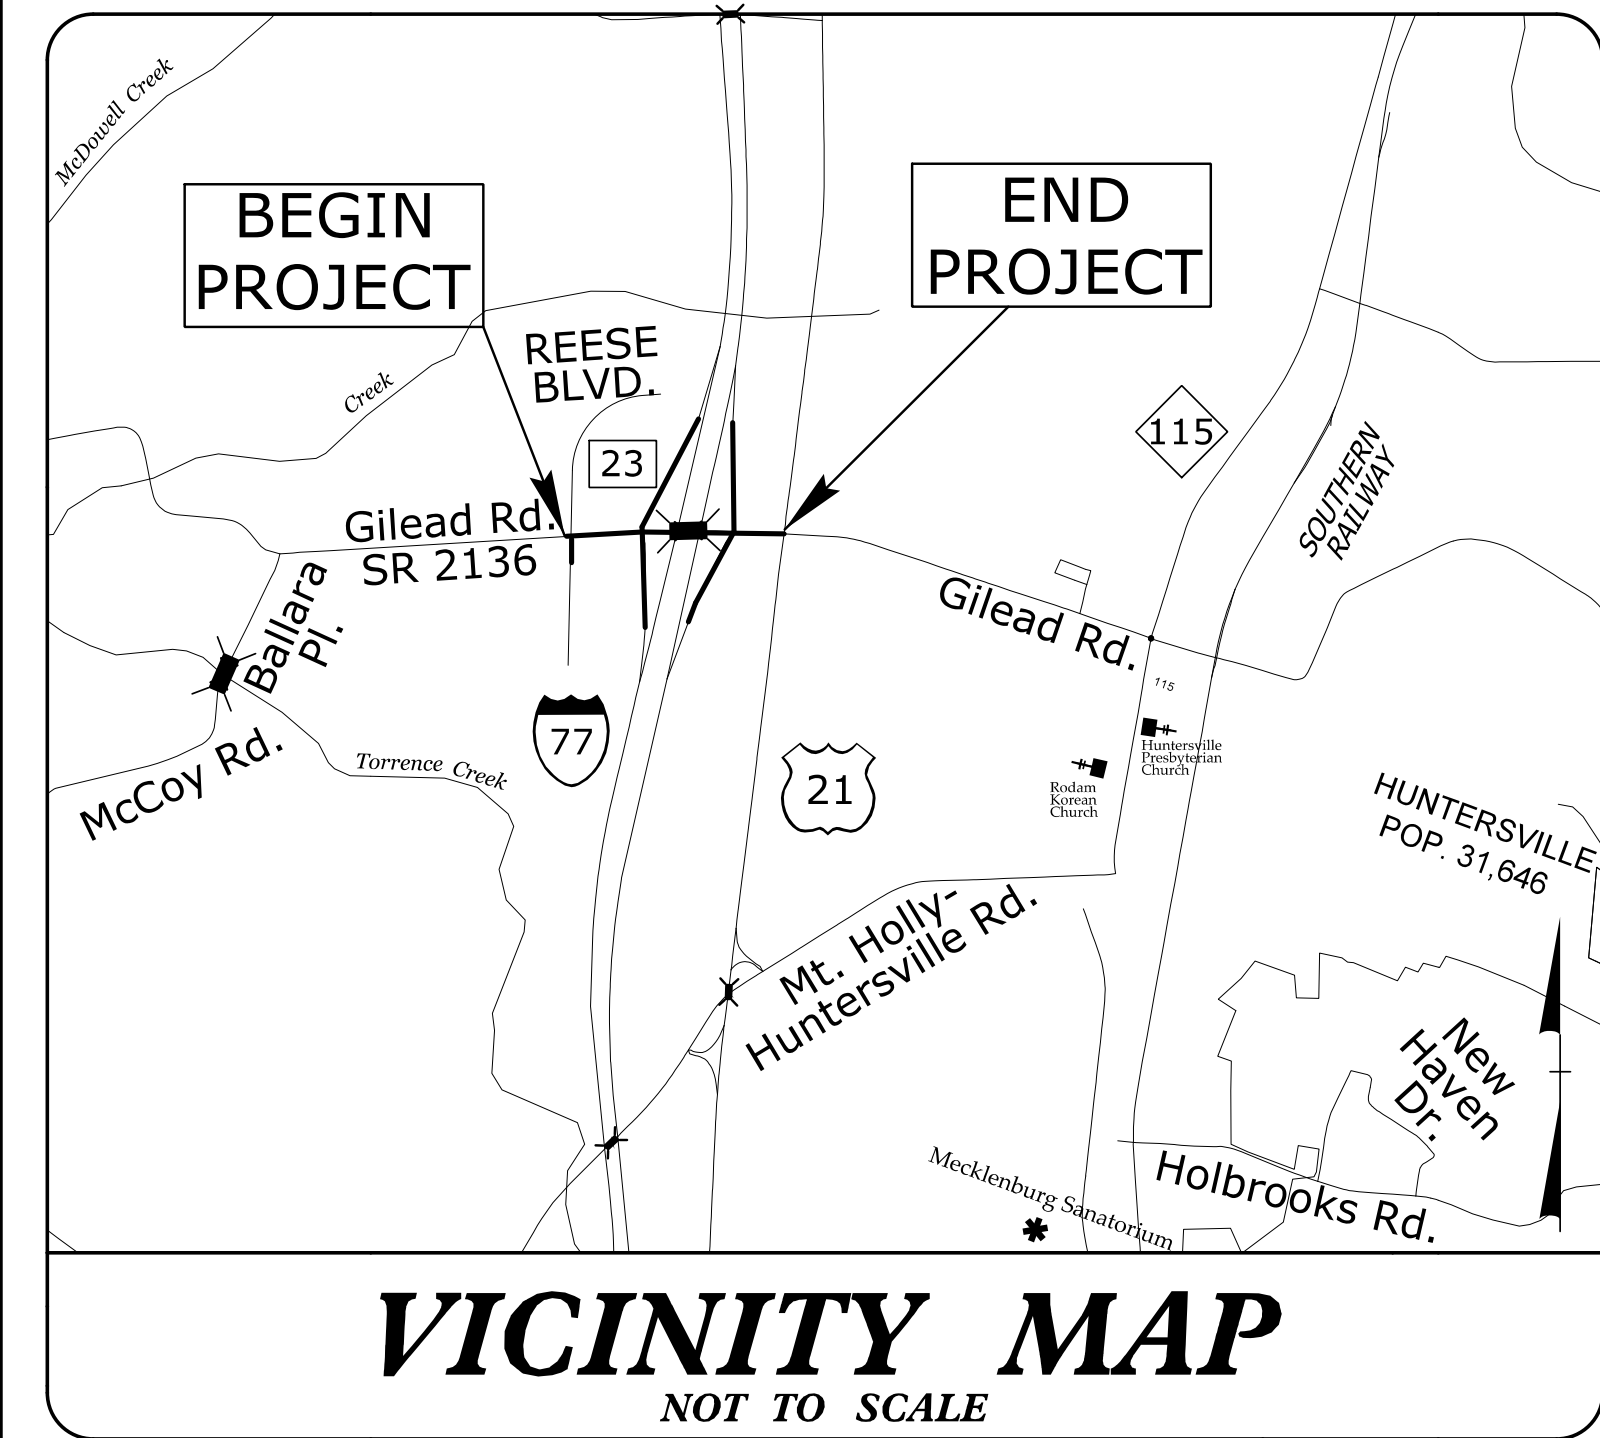 McDowell Creek
BEGIN
PROJECT
END
PROJECT
REESE
BLVD.
Creek
23
115
SOUTHERN
RAILWAY
Gilead Rd.
SR 2136
Ballara
Pl.
Gilead Rd.
115
Huntersville
Presbyterian
Church
Rodam
Korean
Church
77
21
McCoy Rd.
Torrence Creek
HUNTERSVILLE
POP. 31,646
Mt. Holly-
Huntersville Rd.
New
Haven
Dr.
Mecklenburg Sanatorium
Holbrooks Rd.
VICINITY MAP
NOT TO SCALE